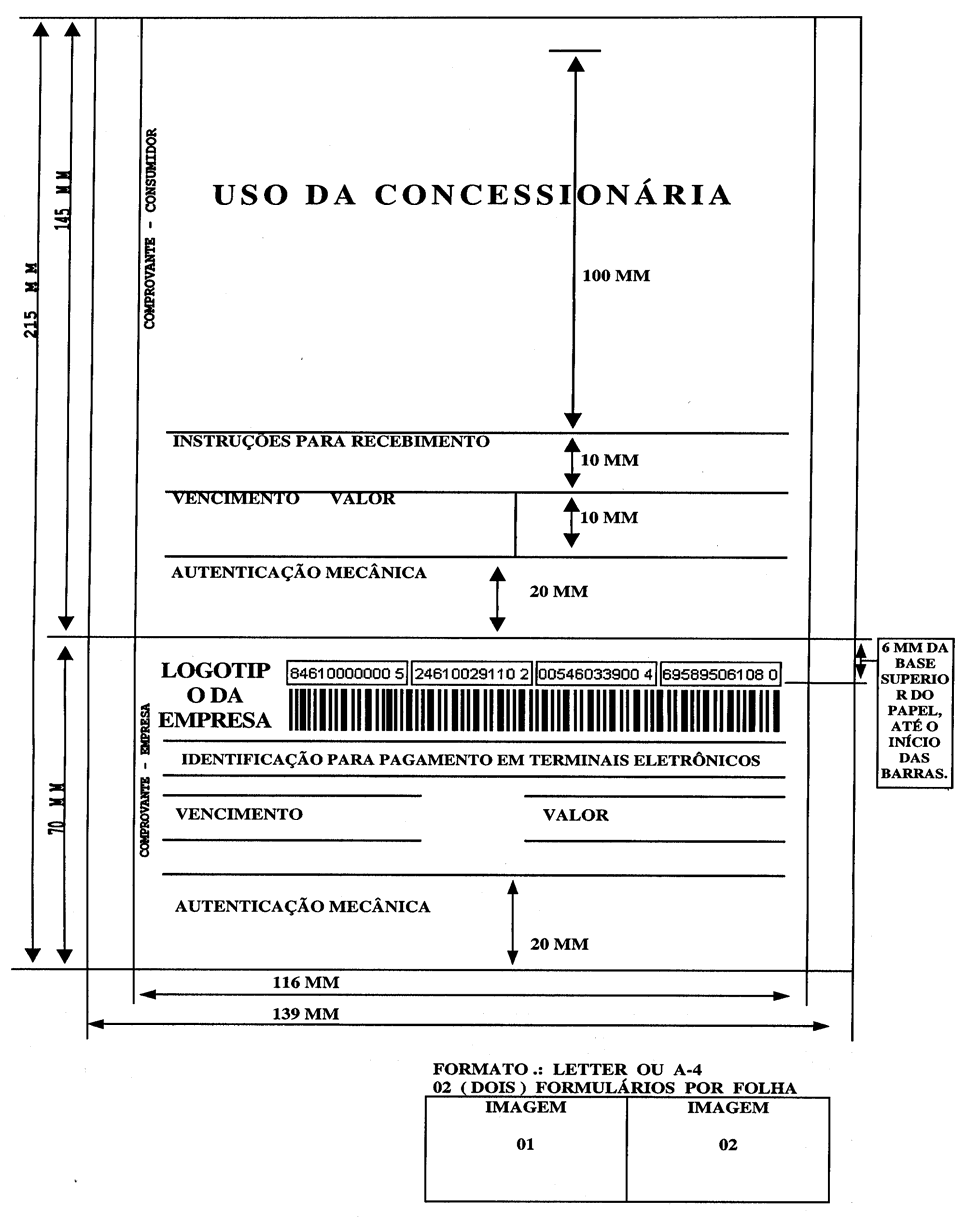 215 MM
145 MM
COMPROVANTE - CONSUMIDOR
USO DA CONCESSIONÁRIA
100 MM
INSTRUÇÕES PARA RECEBIMENTO
10 MM
VENCIMENTO VALOR
10 MM
AUTENTICAÇÃO MECÂNICA
20 MM
70 MM
COMPROVANTE - EMPRESA
LOGOTIP
O DA
EMPRESA
84610000000 5 24610029110 2 00546033900 4 69589506108 0
6 MM DA
BASE
SUPERIO
R DO
PAPEL,
ATÉ O
INÍCIO
DAS
BARRAS.
IDENTIFICAÇÃO PARA PAGAMENTO EM TERMINAIS ELETRÔNICOS
VENCIMENTO VALOR
AUTENTICAÇÃO MECÂNICA
20 MM
116 MM
139 MM
FORMATO .: LETTER OU A-4
02 ( DOIS ) FORMULÁRIOS POR FOLHA
IMAGEM IMAGEM
01 02